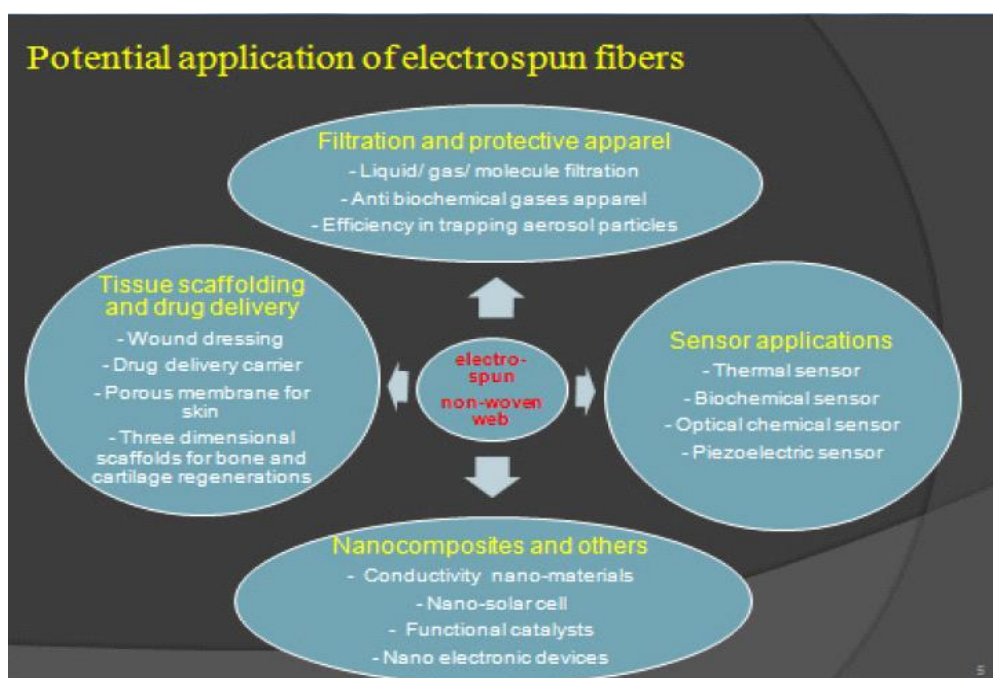 Potential application of electrospun fibers
Filtration and protective apparel
- Liquid/ gas/ molecule filtration
- Anti biochemical gases apparel
- Efficiency in trapping aerosol particles
Tissue scaffolding
and drug delivery
- Wound dressing
- Drug delivery carrier
- Porous membrane for
skin
- Three dimensional
scaffolds for bone and
cartilage regenerations
electro-
spun
non-woven
web
Sensor applications
- Thermal sensor
- Biochemical sensor
- Optical chemical sensor
- Piezoelectric sensor
Nanocomposites and others
- Conductivity nano-materials
- Nano-solar cell
- Functional catalysts
- Nano electronic devices
5